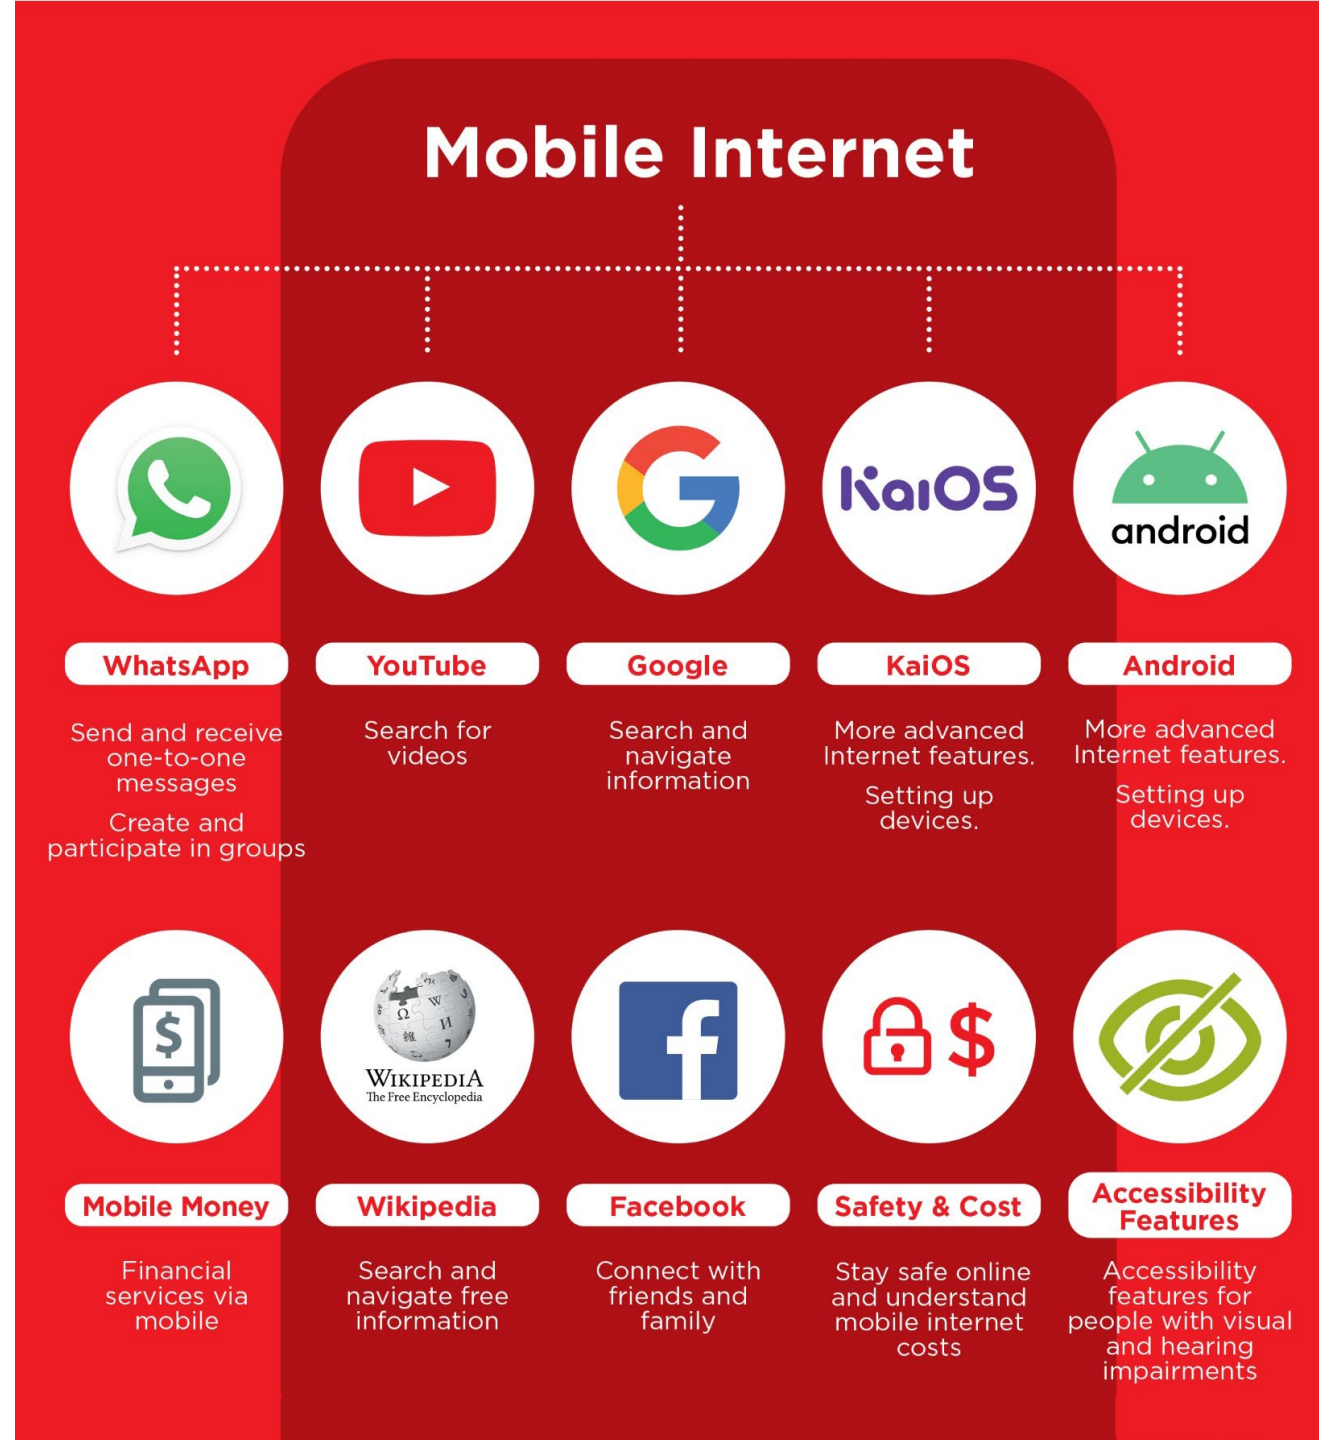 Mobile Internet
KaiOS
android
WhatsApp
YouTube
Google
KaiOS
Android
Send and receive
one-to-one
messages
Create and
participate in groups
Search for
videos
Search and
navigate
information
More advanced
Internet features.
Setting up
devices.
More advanced
Internet features.
Setting up
devices.
$
Ω
W
И
維
WIKIPEDIA
The Free Encyclopedia
f
$
Mobile Money
Wikipedia
Facebook
Safety & Cost
Accessibility
Features
Financial
services via
mobile
Search and
navigate free
information
Connect with
friends and
family
Stay safe online
and understand
mobile internet
costs
Accessibility
features for
people with visual
and hearing
impairments